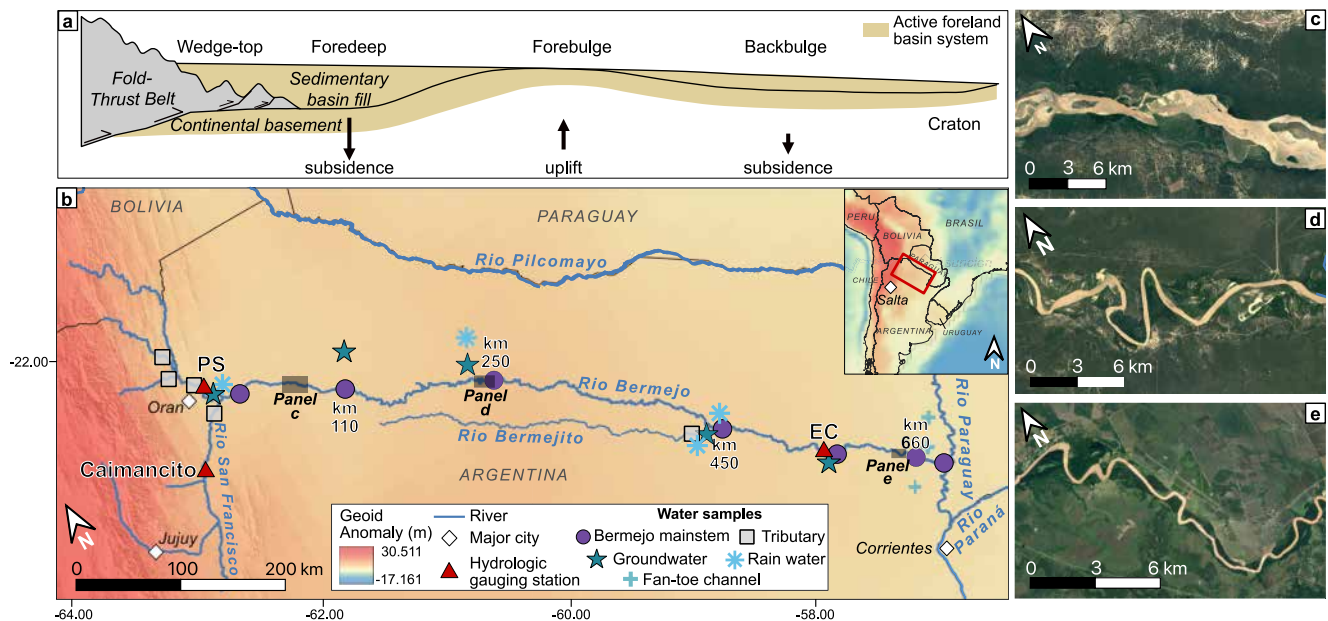 a
Active foreland
basin system
Wedge-top
Foredeep
Forebulge
Backbulge
Fold-
Thrust Belt
Sedimentary
basin fill
Continental basement
Craton
subsidence
uplift
subsidence
b
BOLIVIA
PARAGUAY
Rio Pilcomayo
-22.00
PS
Oran
Panel
c
km
110
km
250
Panel
d
Rio Bermejo
Rio Bermejito
km
450
EC
km
660
Panel
e
Rio Paraguay
Rio
Paraná
Corrientes
ARGENTINA
Caimancito
Rio San Francisco
Jujuy
N
0 100 200 km
-64.00
-62.00
-60.00
-58.00
Geoid
Anomaly (m)
30.511
-17.161
River
Major city
Hydrologic
gauging station
Water samples
Bermejo mainstem
Tributary
Groundwater
Rain water
Fan-toe channel
PERU
BRASIL
BOLIVIA
CHILE
Salta
ARGENTINA
URUGUAY
N
c
N
0 3 6 km
d
N
0 3 6 km
e
N
0 3 6 km